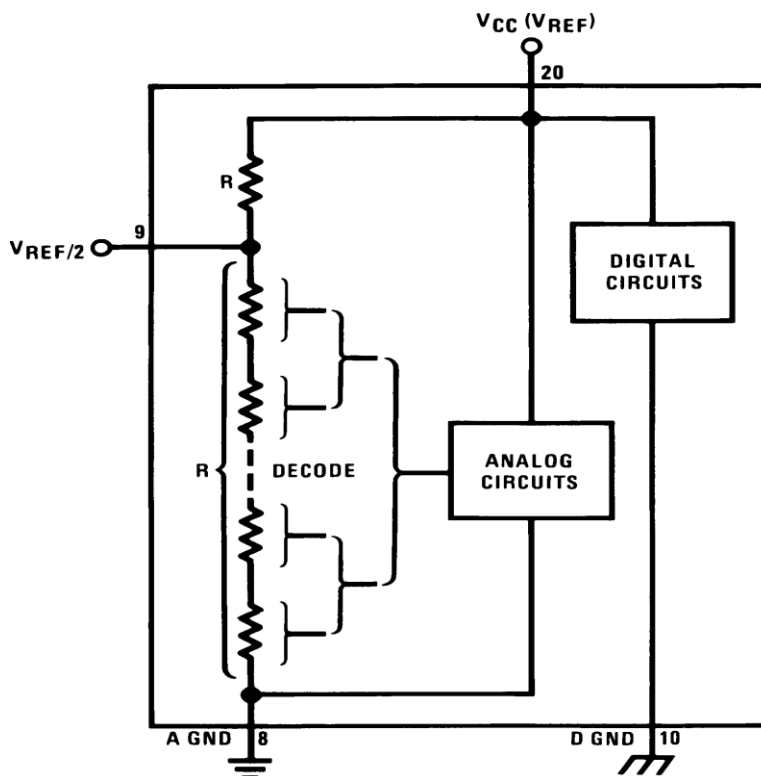 VCC (VREF)
20
R
9
VREF/2
DIGITAL
CIRCUITS
R
DECODE
ANALOG
CIRCUITS
A GND
8
D GND
10